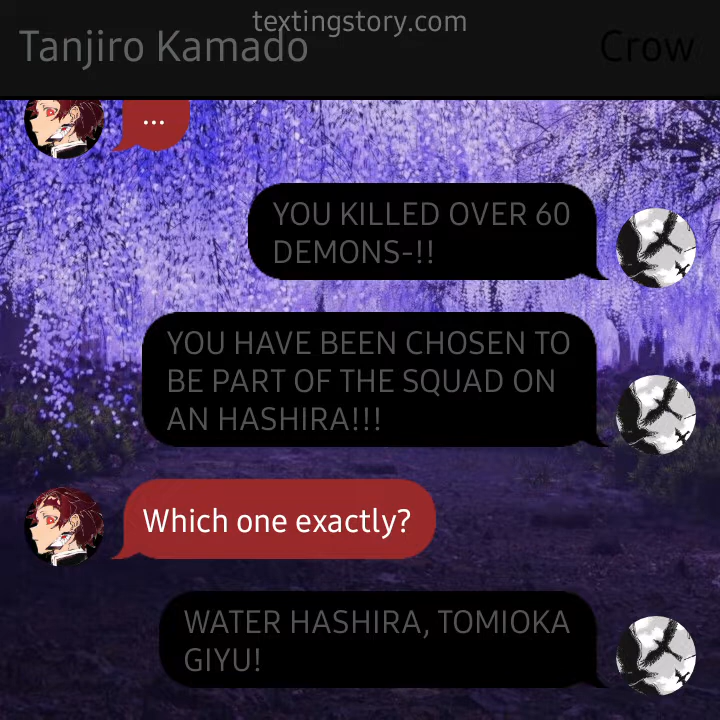 textingstory.com
Tanjiro Kamado
Crow
...
YOU KILLED OVER 60
DEMONS-!!
YOU HAVE BEEN CHOSEN TO
BE PART OF THE SQUAD ON
AN HASHIRA!!!
Which one exactly?
WATER HASHIRA, TOMIOKA
GIYU!